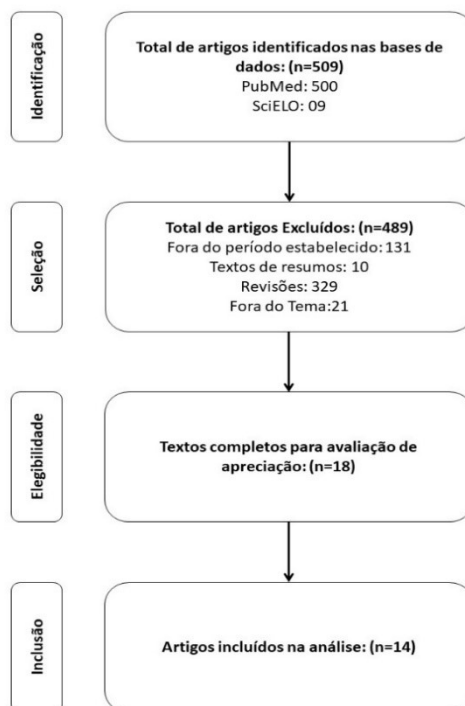 Identificação
Total de artigos identificados nas bases de
dados: (n=509)
PubMed: 500
SciELO: 09
Seleção
Total de artigos Excluídos: (n=489)
Fora do período estabelecido: 131
Textos de resumos: 10
Revisões: 329
Fora do Tema:21
Elegibilidade
Textos completos para avaliação de
apreciação: (n=18)
Inclusão
Artigos incluídos na análise: (n=14)